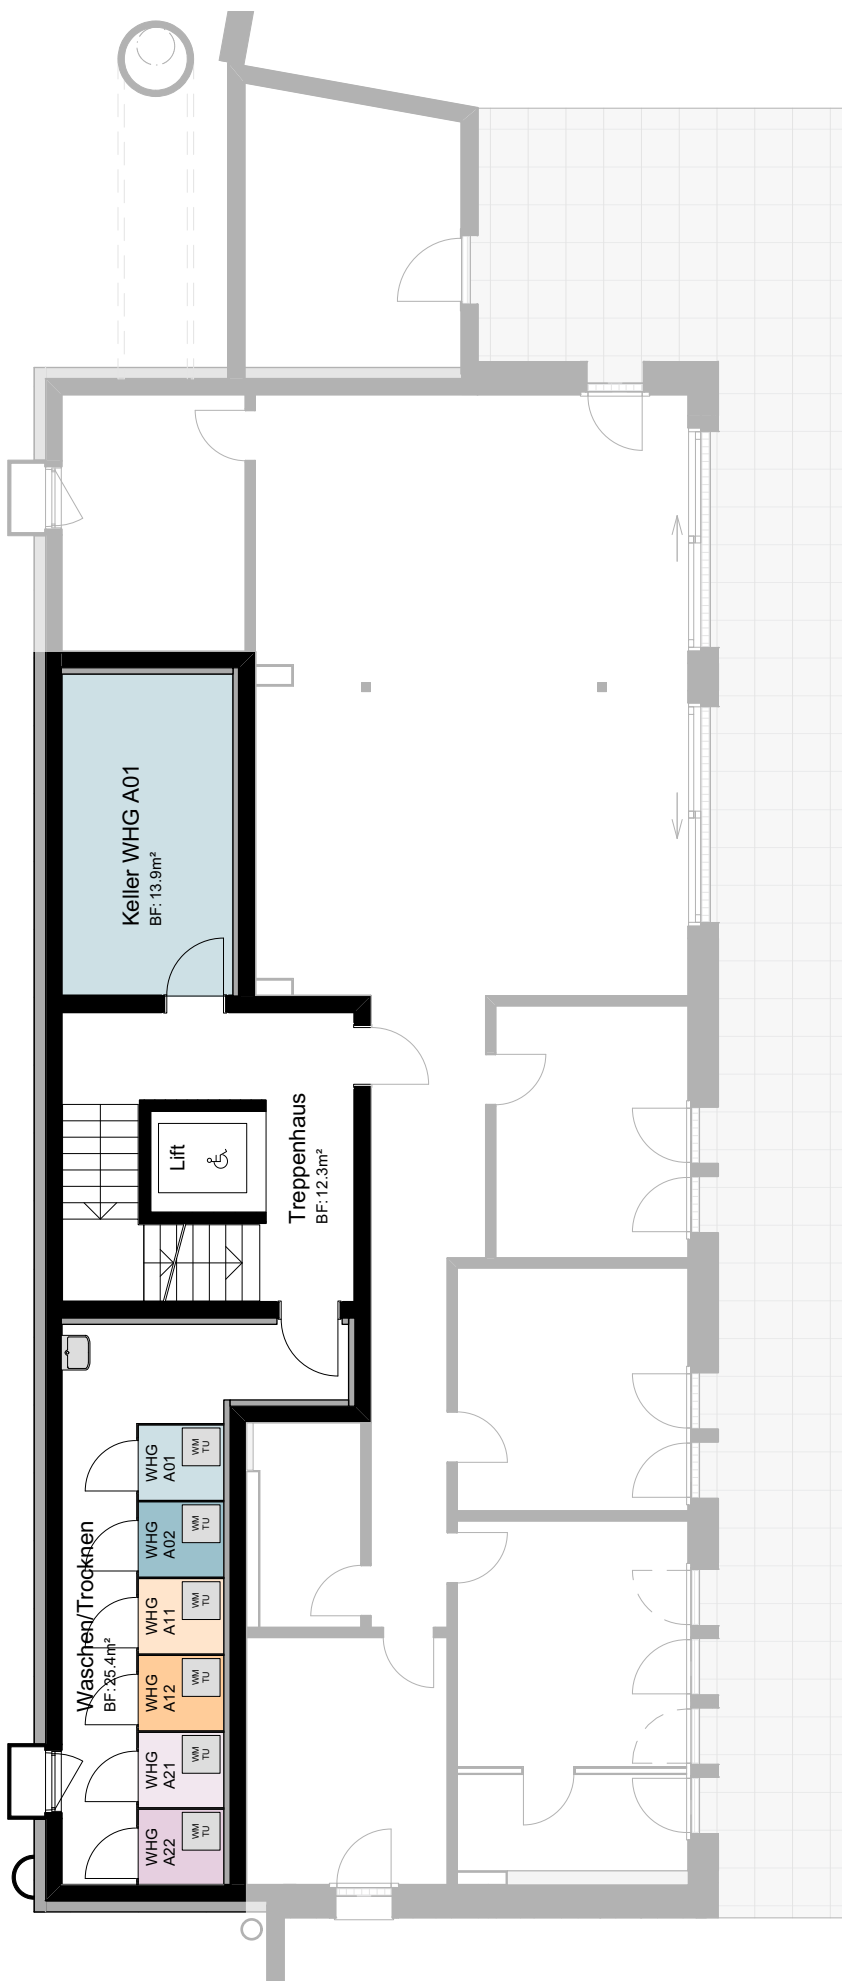 Keller WHG A01
BF: 13.9m²
Lift
Treppenhaus
BF: 12.3m²
Waschen/Trocknen
BF: 25.4m²
WHG
A01
WM
TU
WHG
A02
WM
TU
WHG
A11
WM
TU
WHG
A12
WM
TU
WHG
A21
WM
TU
WHG
A22
WM
TU